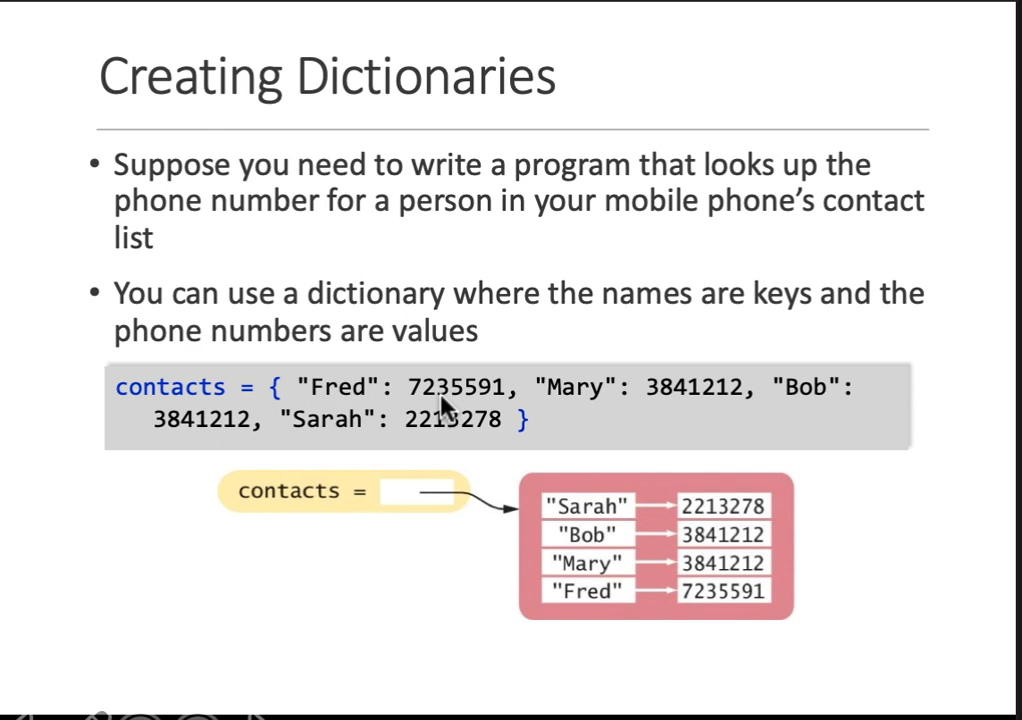 Creating Dictionaries
• Suppose you need to write a program that looks up the
phone number for a person in your mobile phone’s contact
list
• You can use a dictionary where the names are keys and the
phone numbers are values
contacts = { "Fred": 7235591, "Mary": 3841212, "Bob":
3841212, "Sarah": 2213278 }
contacts =
"Sarah" 2213278
"Bob" 3841212
"Mary" 3841212
"Fred" 7235591